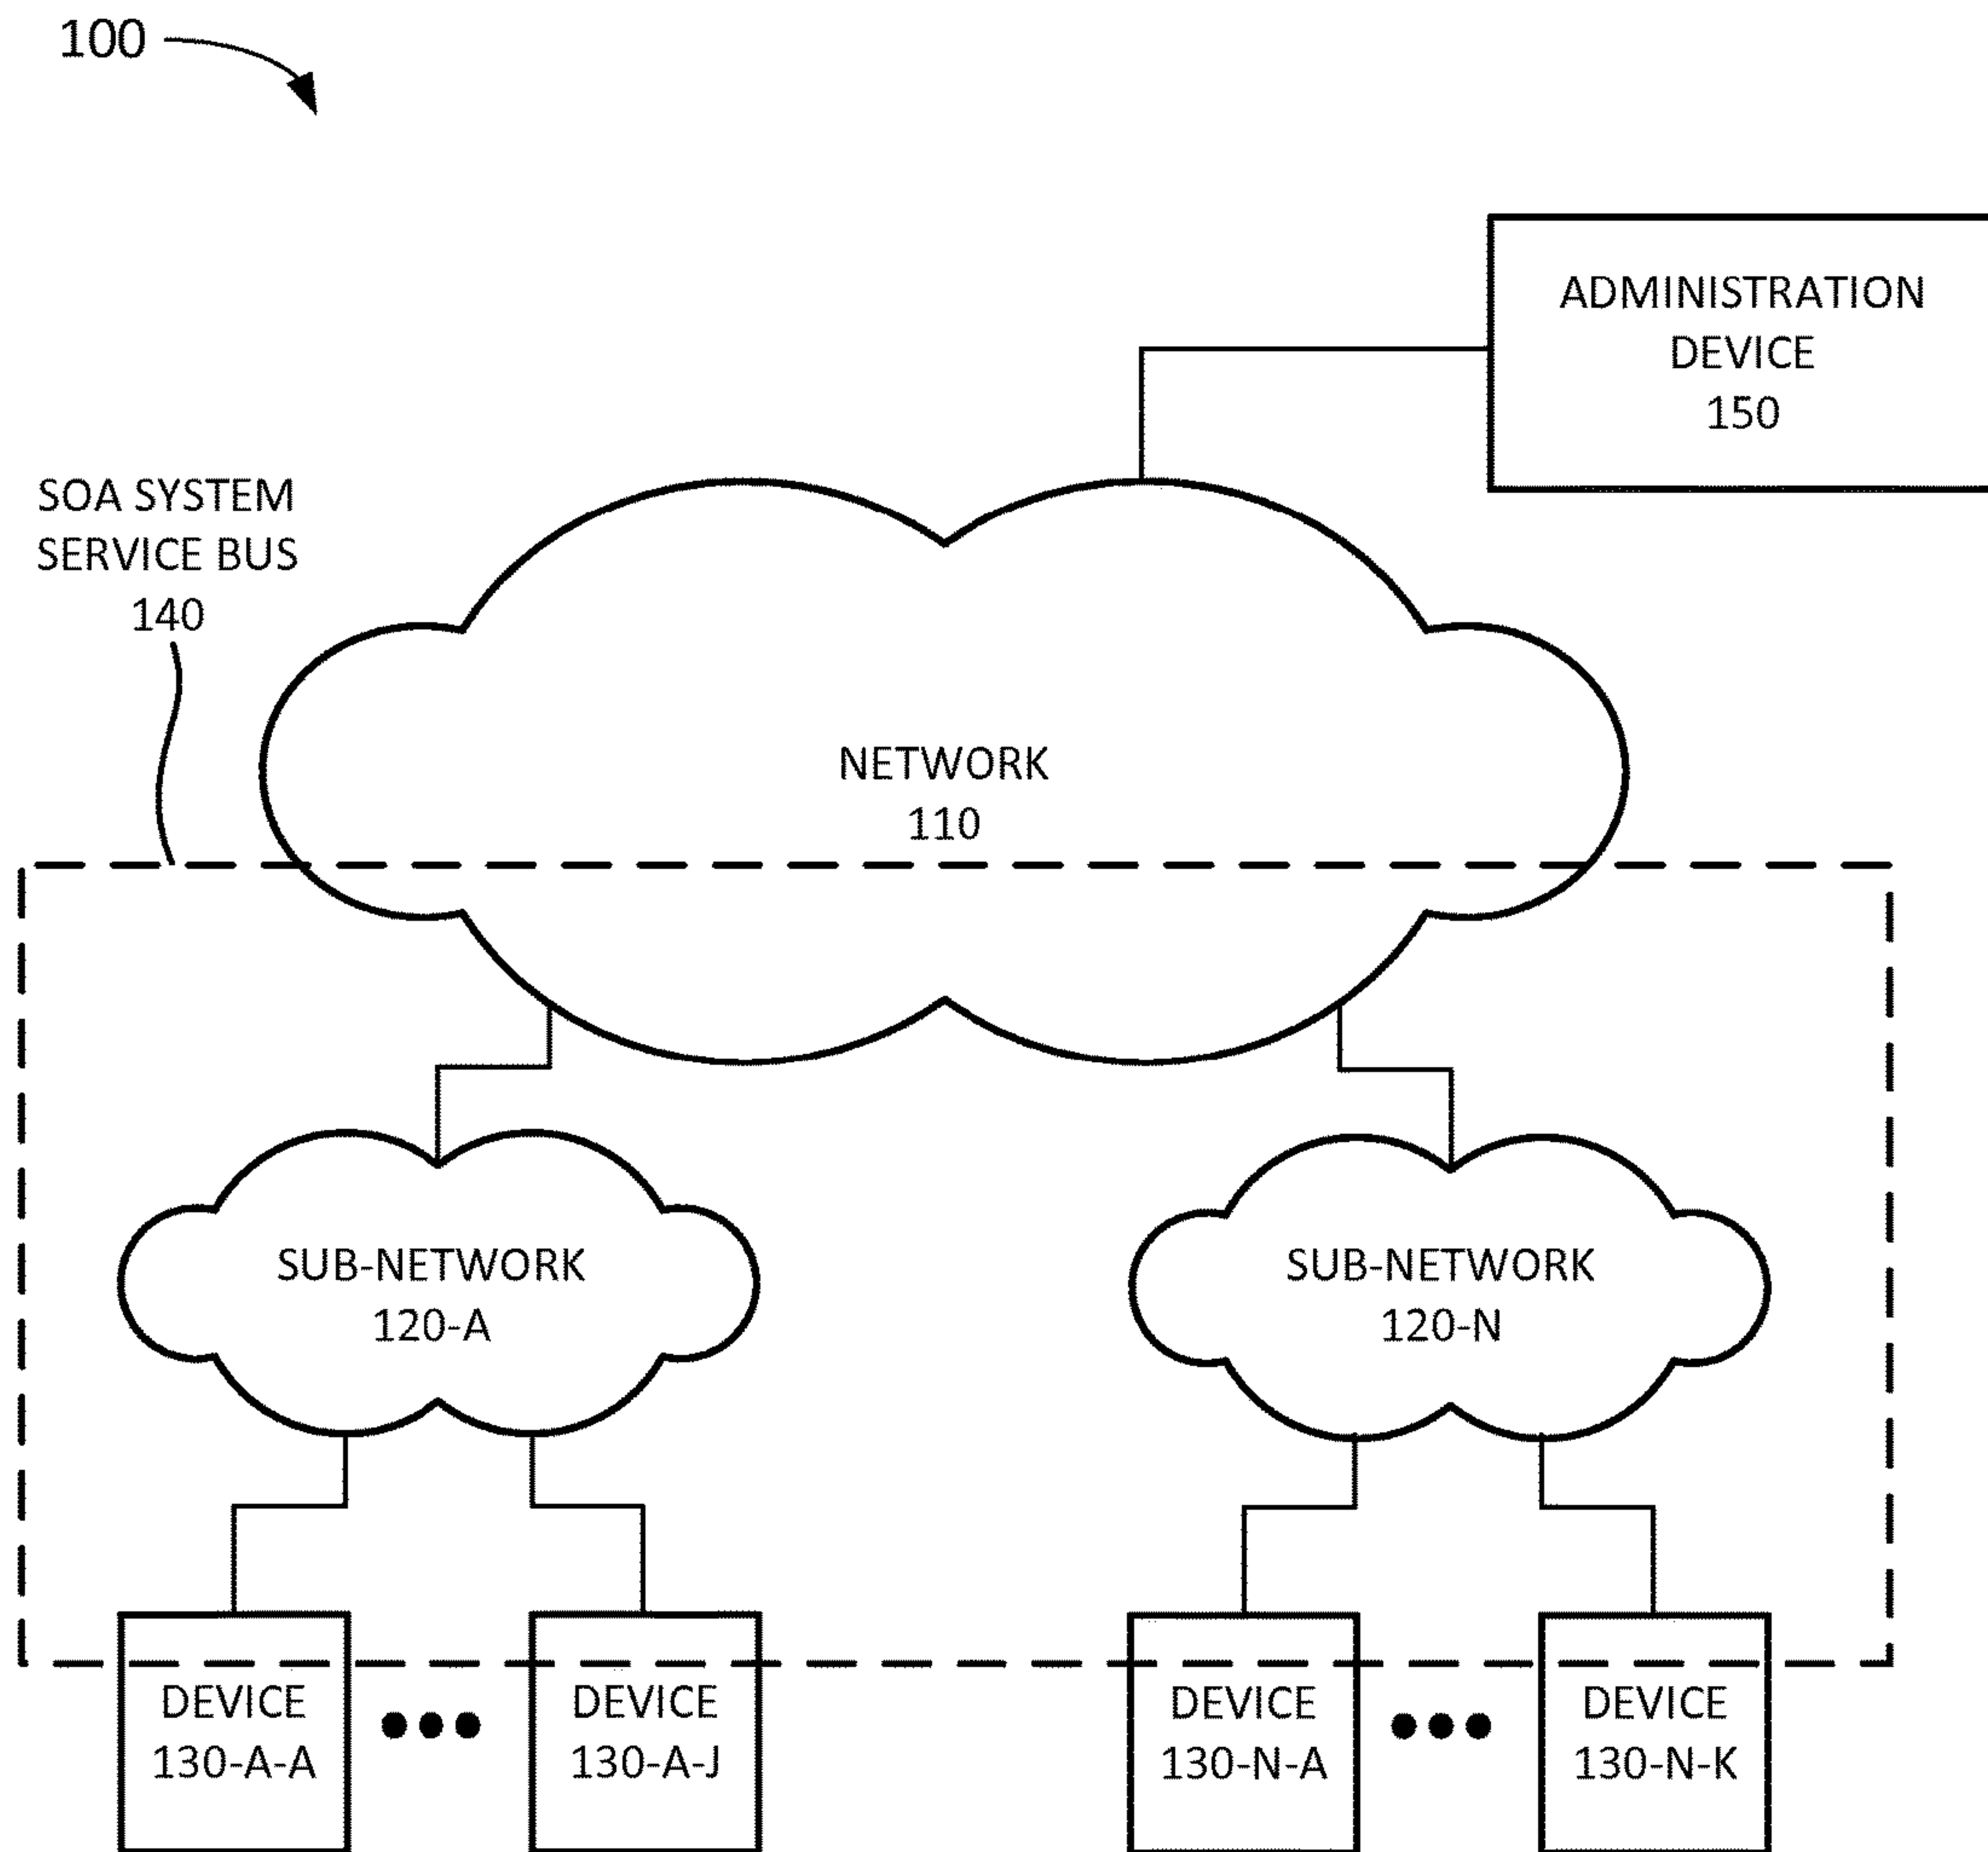 100
ADMINISTRATION
DEVICE
150
SOA SYSTEM
SERVICE BUS
140
NETWORK
110
SUB-NETWORK
120-A
SUB-NETWORK
120-N
DEVICE
130-A-A
DEVICE
130-A-J
DEVICE
130-N-A
DEVICE
130-N-K